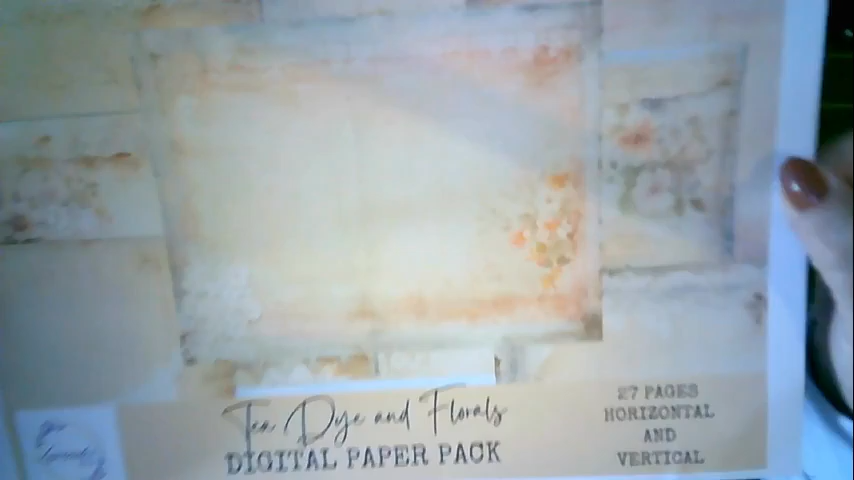 Tea Dye and Florals
DIGITAL PAPER PACK
27 PAGES
HORIZONTAL
AND
VERTICAL